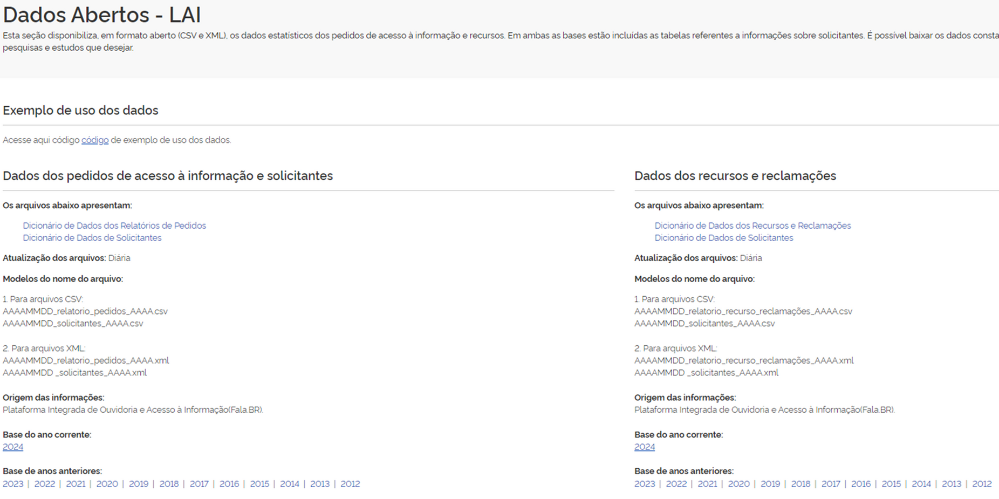 Dados Abertos - LAI
Esta seção disponibiliza, em formato aberto (CSV e XML), os dados estatísticos dos pedidos de acesso à informação e recursos. Em ambas as bases estão incluídas as tabelas referentes a informações sobre solicitantes. É possível baixar os dados consta
pesquisas e estudos que desejar.
Exemplo de uso dos dados
Acesse aqui código código de exemplo de uso dos dados.
Dados dos pedidos de acesso à informação e solicitantes
Os arquivos abaixo apresentam:
Dicionário de Dados dos Relatórios de Pedidos
Dicionário de Dados de Solicitantes
Atualização dos arquivos: Diária
Modelos do nome do arquivo:
1. Para arquivos CSV:
AAAAMMDD_relatorio_pedidos_AAAA.csv
AAAAMMDD_solicitantes_AAAA.csv
2. Para arquivos XML:
AAAAMMDD_relatorio_pedidos_AAAA.xml
AAAAMMDD _solicitantes_AAAA.xml
Origem das informações:
Plataforma Integrada de Ouvidoria e Acesso à Informação(Fala.BR).
Base do ano corrente:
2024
Base de anos anteriores:
2023 | 2022 | 2021 | 2020 | 2019 | 2018 | 2017 | 2016 | 2015 | 2014 | 2013 | 2012
Dados dos recursos e reclamações
Os arquivos abaixo apresentam:
Dicionário de Dados dos Recursos e Reclamações
Dicionário de Dados de Solicitantes
Atualização dos arquivos: Diária
Modelos do nome do arquivo:
1. Para arquivos CSV:
AAAAMMDD_relatorio_recurso_reclamações_AAAA.csv
AAAAMMDD_solicitantes_AAAA.csv
2. Para arquivos XML:
AAAAMMDD_relatorio_recurso_reclamações_AAAA.xml
AAAAMMDD _solicitantes_AAAA.xml
Origem das informações:
Plataforma Integrada de Ouvidoria e Acesso à Informação(Fala.BR).
Base do ano corrente:
2024
Base de anos anteriores:
2023 | 2022 | 2021 | 2020 | 2019 | 2018 | 2017 | 2016 | 2015 | 2014 | 2013 | 2012